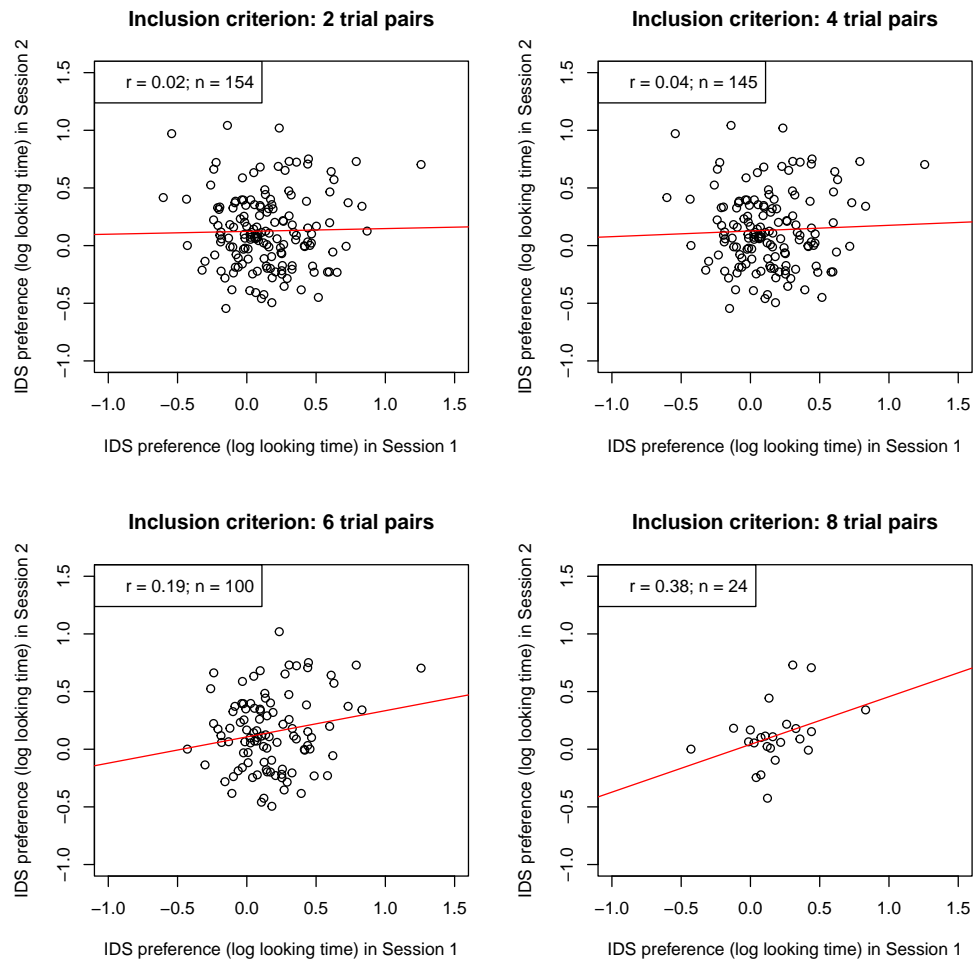 Inclusion criterion: 2 trial pairs
r = 0.02; n = 154
IDS preference (log looking time) in Session 2
1.5
1.0
0.5
0.0
−0.5
−1.0
−1.0 −0.5 0.0 0.5 1.0 1.5
IDS preference (log looking time) in Session 1
Inclusion criterion: 4 trial pairs
r = 0.04; n = 145
IDS preference (log looking time) in Session 2
1.5
1.0
0.5
0.0
−0.5
−1.0
−1.0 −0.5 0.0 0.5 1.0 1.5
IDS preference (log looking time) in Session 1
Inclusion criterion: 6 trial pairs
r = 0.19; n = 100
IDS preference (log looking time) in Session 2
1.5
1.0
0.5
0.0
−0.5
−1.0
−1.0 −0.5 0.0 0.5 1.0 1.5
IDS preference (log looking time) in Session 1
Inclusion criterion: 8 trial pairs
r = 0.38; n = 24
IDS preference (log looking time) in Session 2
1.5
1.0
0.5
0.0
−0.5
−1.0
−1.0 −0.5 0.0 0.5 1.0 1.5
IDS preference (log looking time) in Session 1